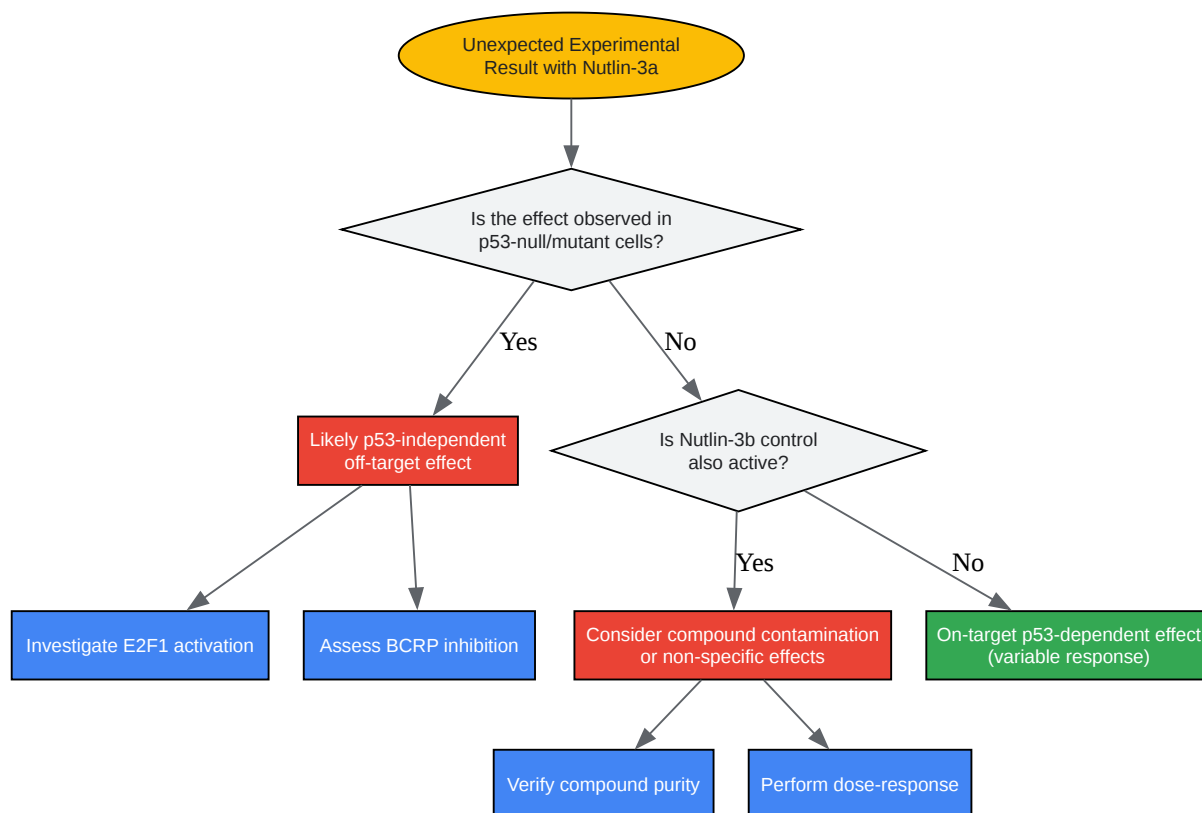 Unexpected Experimental
Result with Nutlin-3a
Is the effect observed in
p53-null/mutant cells?
Yes
No
Likely p53-independent
off-target effect
Is Nutlin-3b control
also active?
Yes
No
Investigate E2F1 activation
Assess BCRP inhibition
Consider compound contamination
or non-specific effects
On-target p53-dependent effect
(variable response)
Verify compound purity
Perform dose-response